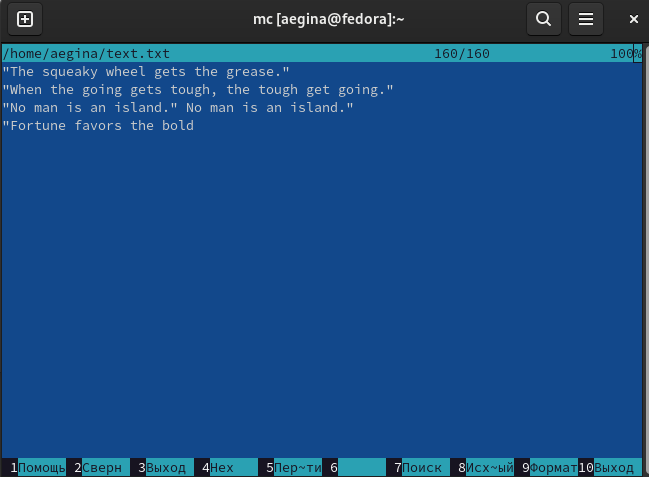 mc [aegina@fedora]:~
/home/aegina/text.txt 160/160 100%
"The squeaky wheel gets the grease."
"When the going gets tough, the tough get going."
"No man is an island." No man is an island."
"Fortune favors the bold
1Помощь 2Сверн 3Выход 4Hex 5Пер~ти 6 7Поиск 8Исх~ый 9Формат 10Выход